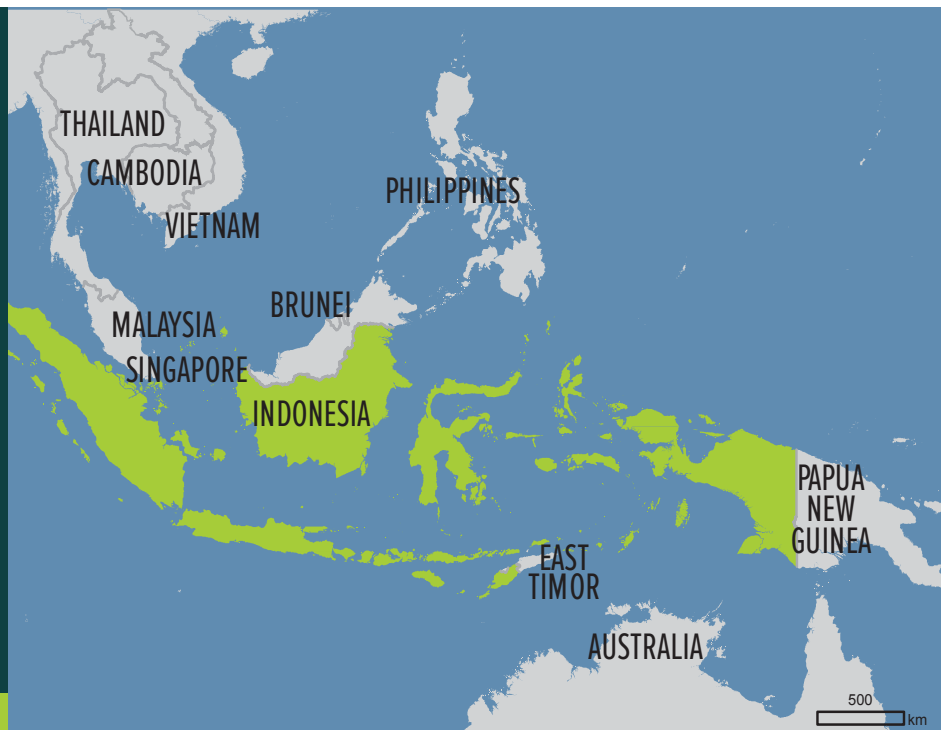 THAILAND
CAMBODIA
PHILIPPINES
VIETNAM
BRUNEI
MALAYSIA
SINGAPORE
INDONESIA
PAPUA
NEW
GUINEA
EAST
TIMOR
AUSTRALIA
500
km